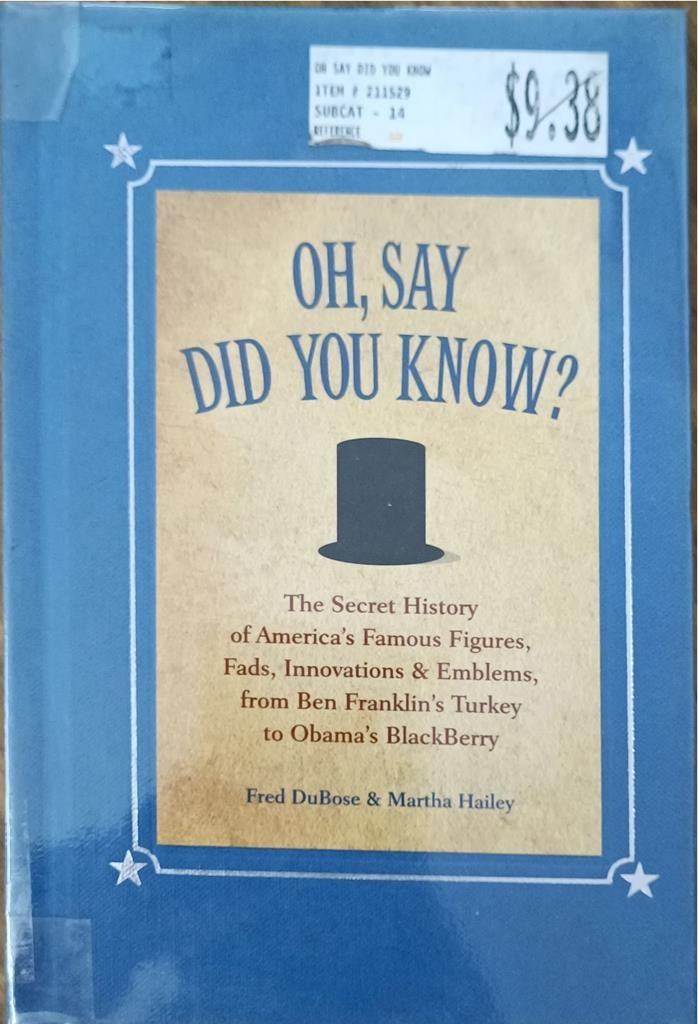 OH SAY DID YOU KNOW
ITEM # 211529
SUBCAT - 14
REFERENCE
$9.38
OH, SAY
DID YOU KNOW?
The Secret History
of America's Famous Figures,
Fads, Innovations & Emblems,
from Ben Franklin's Turkey
to Obama's BlackBerry
Fred DuBose & Martha Hailey